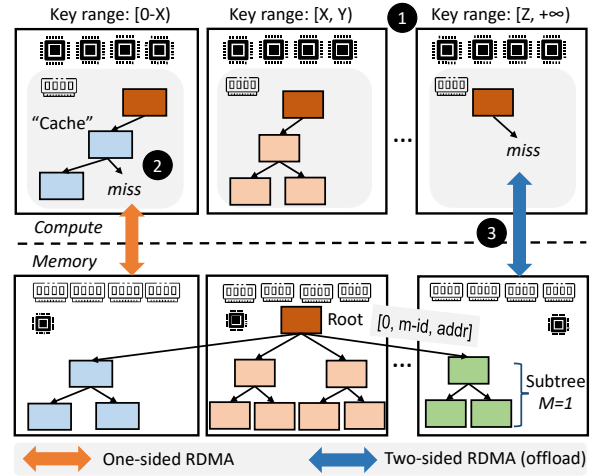 Key range: [0-X)
Key range: [X, Y)
1
Key range: [Z, +∞)
"Cache"
2
miss
...
miss
3
Compute
Memory
Root
[0, m-id, addr]
...
Subtree
M=1
One-sided RDMA
Two-sided RDMA (offload)